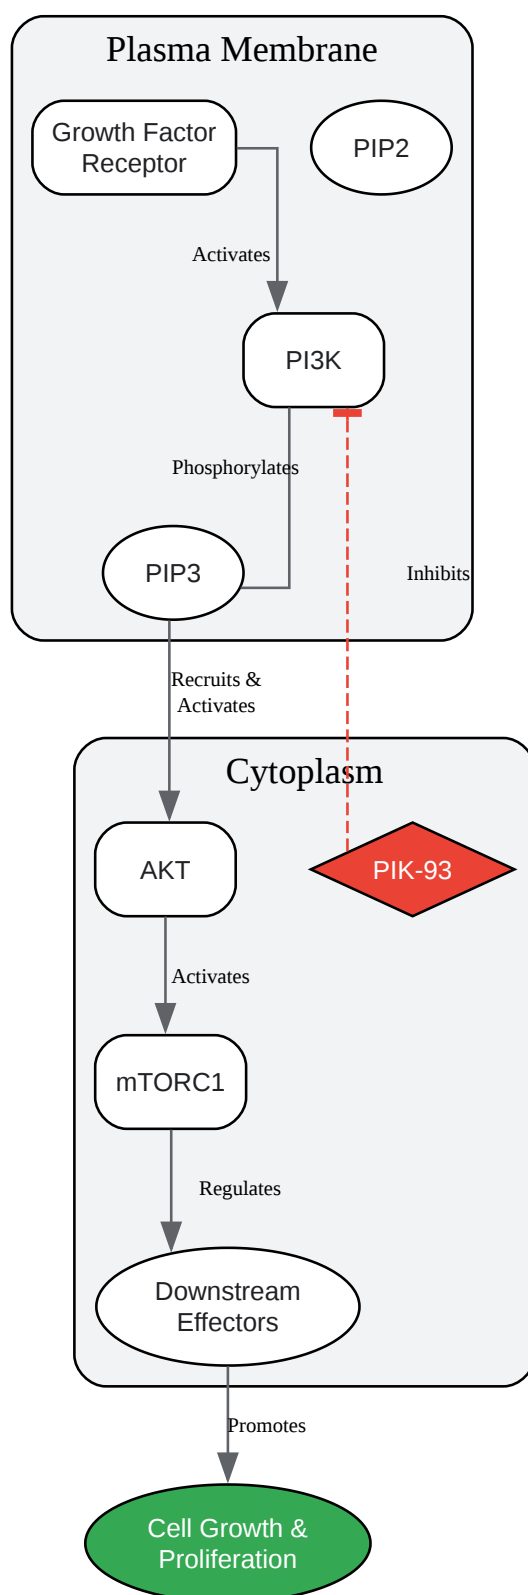 Plasma Membrane
Growth Factor
Receptor
PIP2
Activates
PI3K
Phosphorylates
PIP3
Inhibits
Recruits &
Activates
Cytoplasm
AKT
PIK-93
Activates
mTORC1
Regulates
Downstream
Effectors
Promotes
Cell Growth &
Proliferation